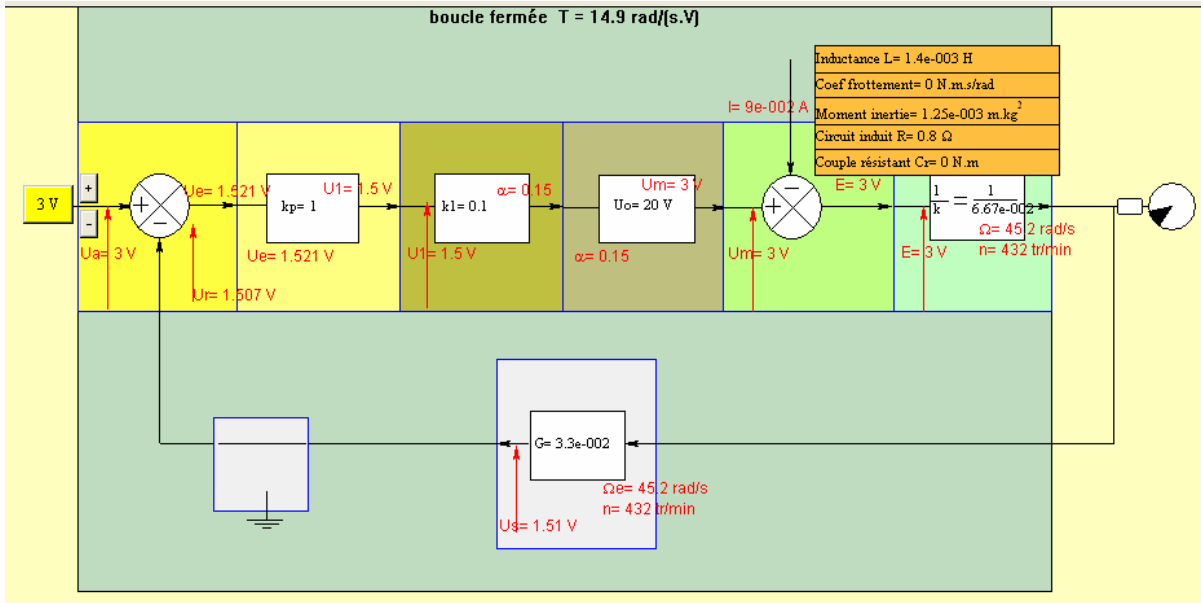 boucle fermée T = 14.9 rad/(s.V)
Inductance L= 1.4e-003 H
Coef frottement= 0 N.m.s/rad
Moment inertie= 1.25e-003 m.kg²
Circuit induit R= 0.8 Ω
Couple résistant Cr= 0 N.m
I= 9e-002 A
3 V
+
-
+
−
Ua= 3 V
Ue= 1.521 V
Ur= 1.507 V
kp= 1
Ue= 1.521 V
U1= 1.5 V
U1= 1.5 V
k1= 0.1
α= 0.15
α= 0.15
Uo= 20 V
Um= 3 V
Um= 3 V
+
−
E= 3 V
E= 3 V
1/k = 1/6.67e-002
Ω= 45.2 rad/s
n= 432 tr/min
G= 3.3e-002
Ωe= 45.2 rad/s
n= 432 tr/min
Us= 1.51 V